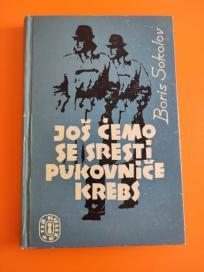 Boris Sokolov
JOŠ ĆEMO
SE SRESTI
PUKOVNIČE
KREBS